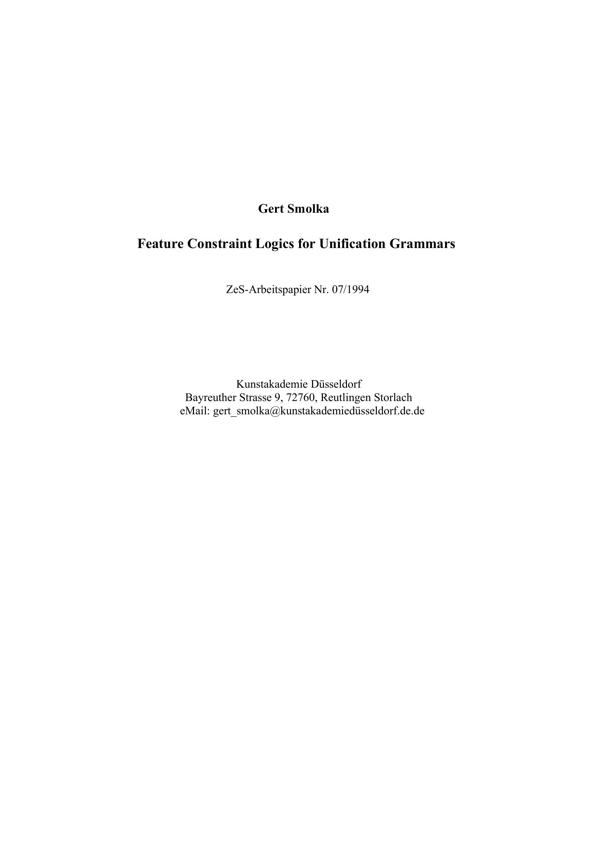 Gert Smolka
Feature Constraint Logics for Unification Grammars
ZeS-Arbeitspapier Nr. 07/1994
Kunstakademie Düsseldorf
Bayreuther Strasse 9, 72760, Reutlingen Storlach
eMail: gert_smolka@kunstakademiedüsseldorf.de.de